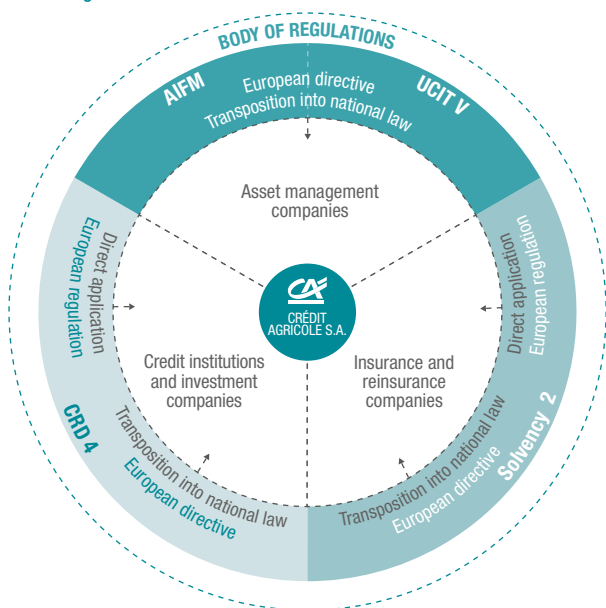 BODY OF REGULATIONS
AIFM
UCIT V
European directive
Transposition into national law
Asset management
companies
Direct application
European regulation
Direct application
European regulation
CRÉDIT
AGRICOLE S.A.
Credit institutions
and investment
companies
Insurance and
reinsurance
companies
CRD 4
Transposition into national law
European directive
Transposition into national law
European directive
Solvency 2